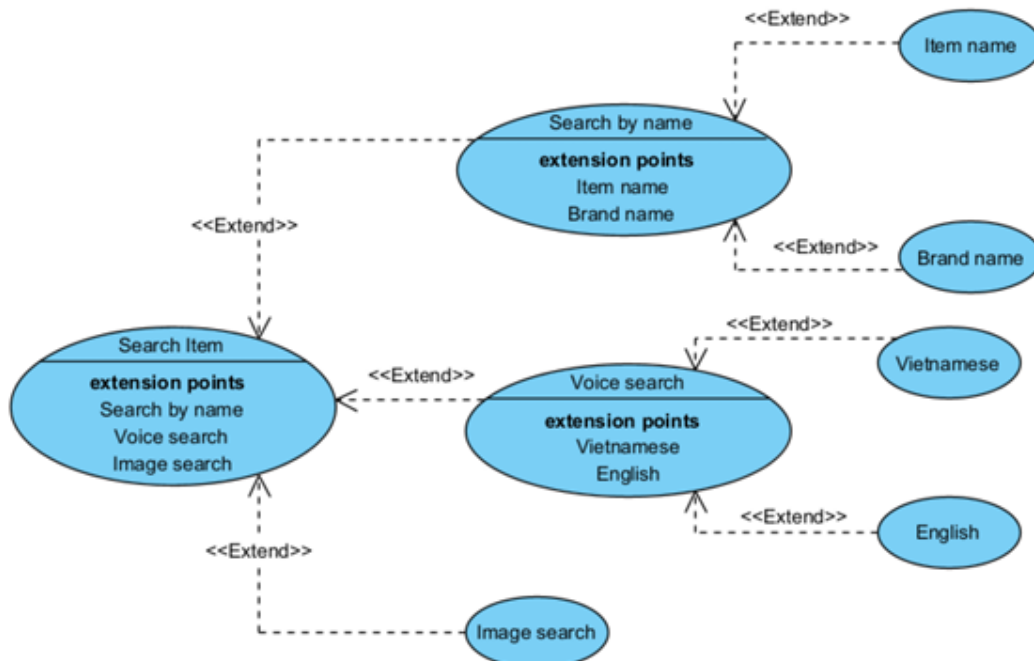 <<Extend>>
Item name
Search by name
extension points
Item name
Brand name
<<Extend>>
<<Extend>>
Brand name
<<Extend>>
Search Item
extension points
Search by name
Voice search
Image search
<<Extend>>
Vietnamese
<<Extend>>
Voice search
extension points
Vietnamese
English
<<Extend>>
English
<<Extend>>
Image search